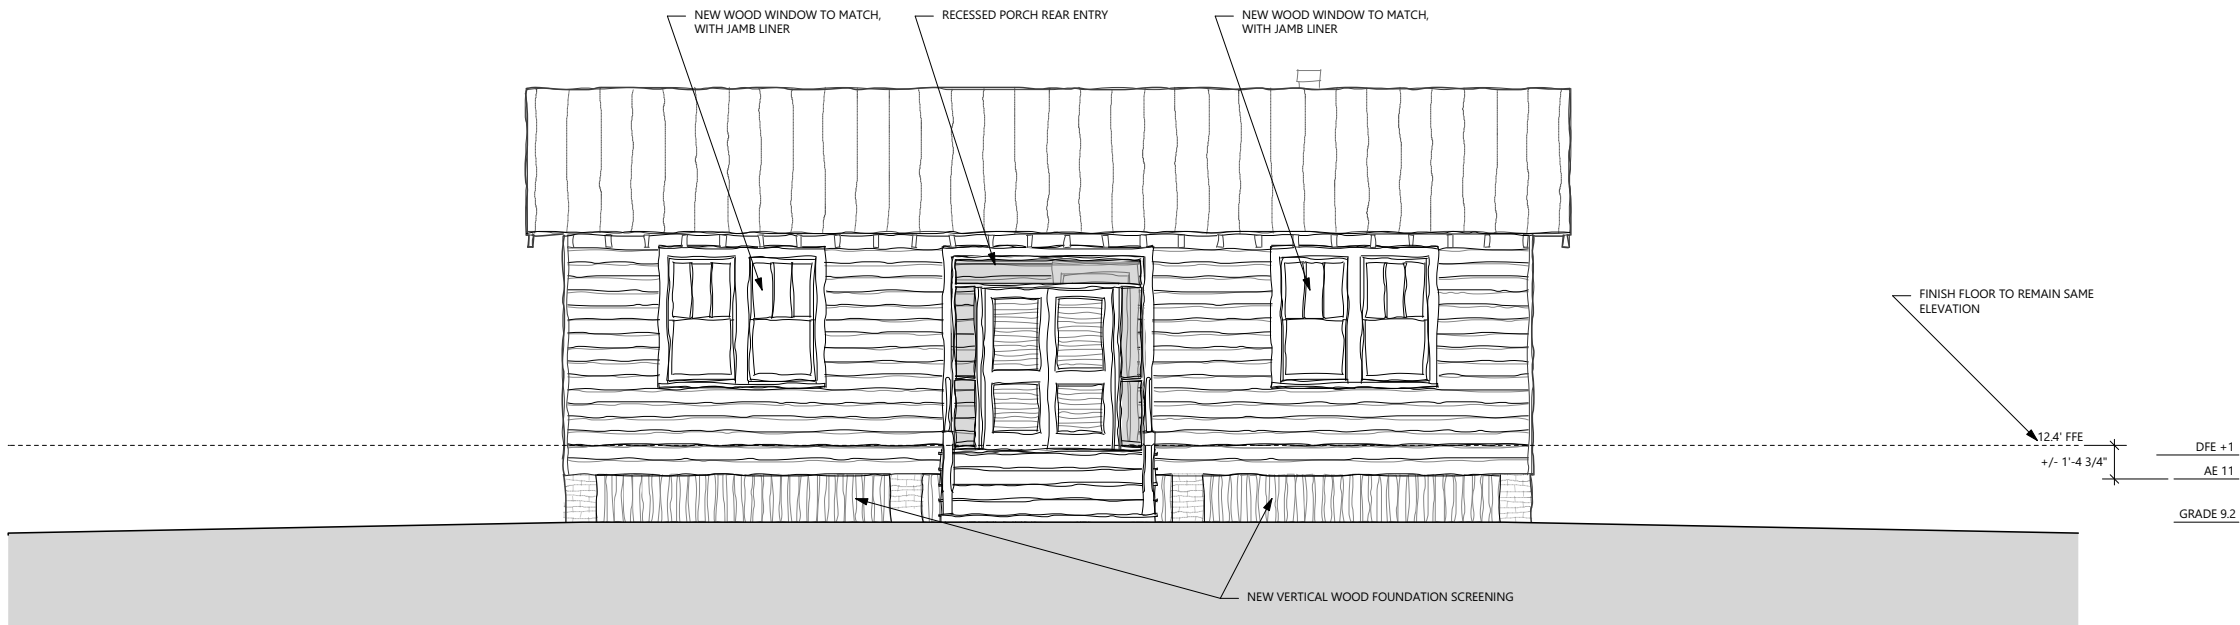 NEW WOOD WINDOW TO MATCH,
WITH JAMB LINER
RECESSED PORCH REAR ENTRY
NEW WOOD WINDOW TO MATCH,
WITH JAMB LINER
FINISH FLOOR TO REMAIN SAME
ELEVATION
12.4' FFE
+/- 1'-4 3/4"
DFE +1
AE 11
GRADE 9.2
NEW VERTICAL WOOD FOUNDATION SCREENING